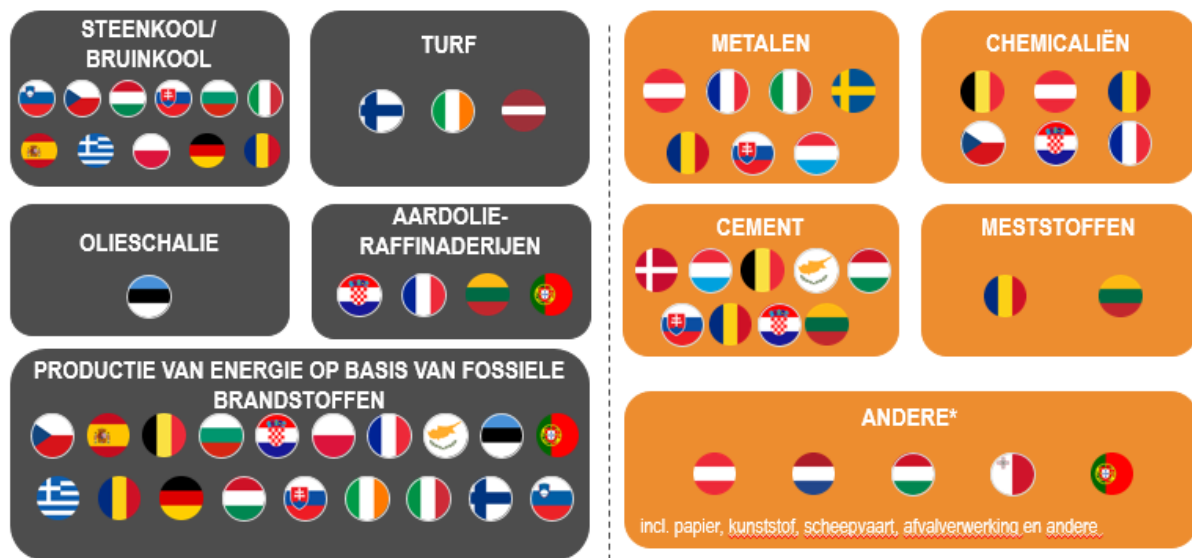 STEENKOOL/
BRUINKOOL
TURF
METALEN
CHEMICALIËN
OLIESCHALIE
AARDOLIE-
RAFFINADERIJEN
CEMENT
MESTSTOFFEN
PRODUCTIE VAN ENERGIE OP BASIS VAN FOSSIELE
BRANDSTOFFEN
ANDERE*
incl. papier, kunststof, scheepvaart, afvalverwerking en andere